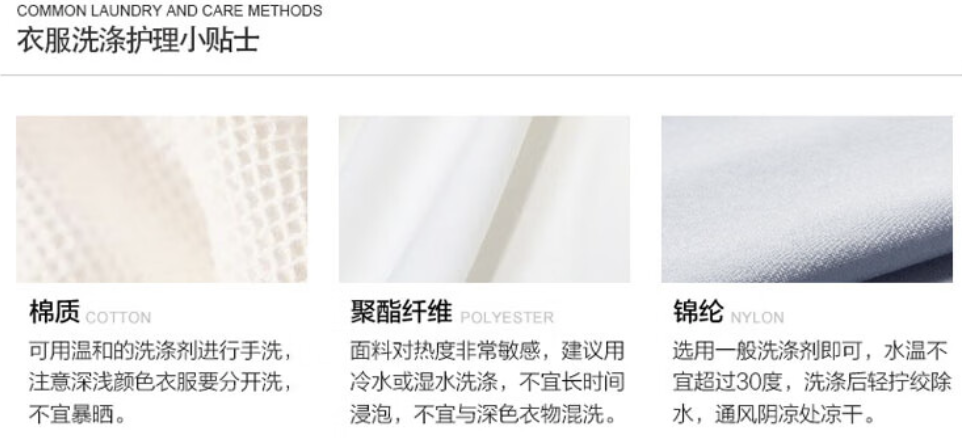 COMMON LAUNDRY AND CARE METHODS
衣服洗涤护理小贴士
棉质 COTTON
可用温和的洗涤剂进行手洗，
注意深浅颜色衣服要分开洗，
不宜暴晒。
聚酯纤维 POLYESTER
面料对热度非常敏感，建议用
冷水或湿水洗涤，不宜长时间
浸泡，不宜与深色衣物混洗。
锦纶 NYLON
选用一般洗涤剂即可，水温不
宜超过30度，洗涤后轻拧绞除
水，通风阴凉处凉干。